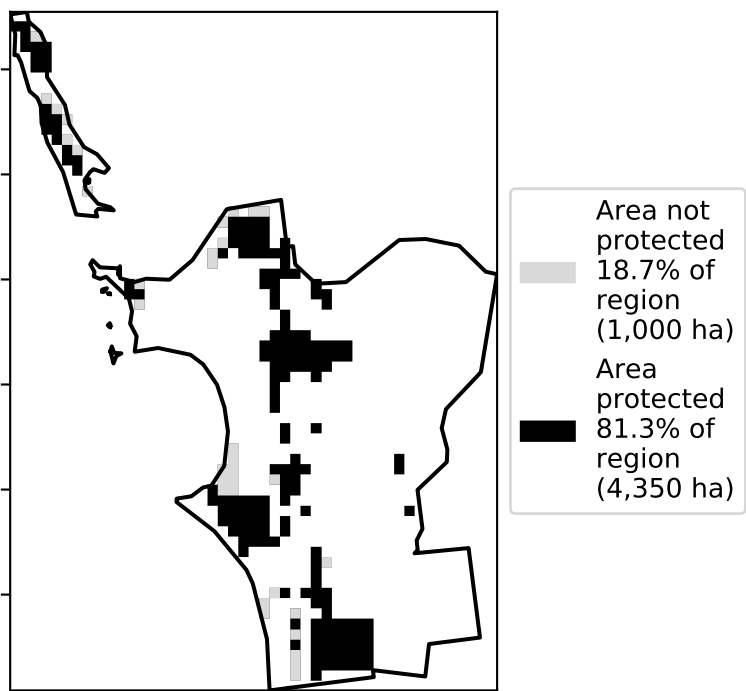 Area not
protected
18.7% of
region
(1,000 ha)
Area
protected
81.3% of
region
(4,350 ha)